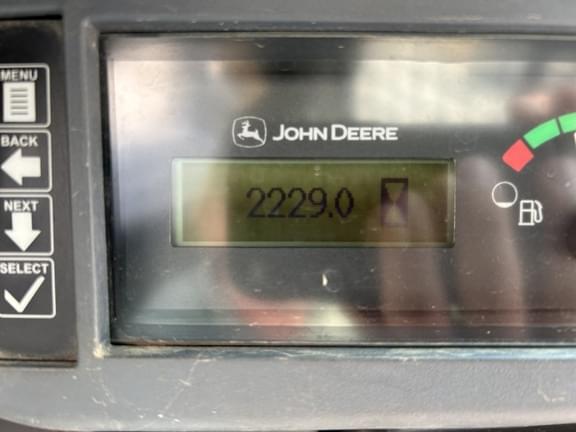 MENU
BACK
NEXT
SELECT
JOHN DEERE
2229.0